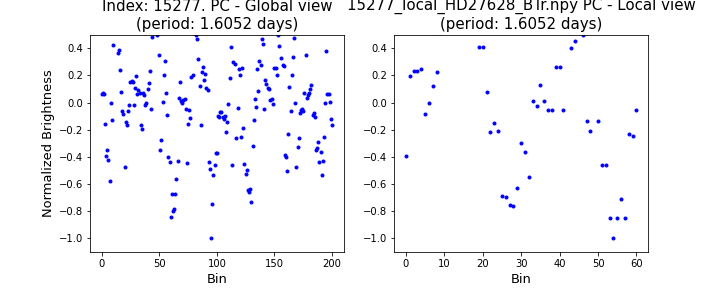 Index: 15277. PC - Global view
(period: 1.6052 days)
15277_local_HD27628_BTr.npy PC - Local view
(period: 1.6052 days)
Normalized Brightness
0.4
0.2
0.0
−0.2
−0.4
−0.6
−0.8
−1.0
0 50 100 150 200
Bin
0.4
0.2
0.0
−0.2
−0.4
−0.6
−0.8
−1.0
0 10 20 30 40 50 60
Bin